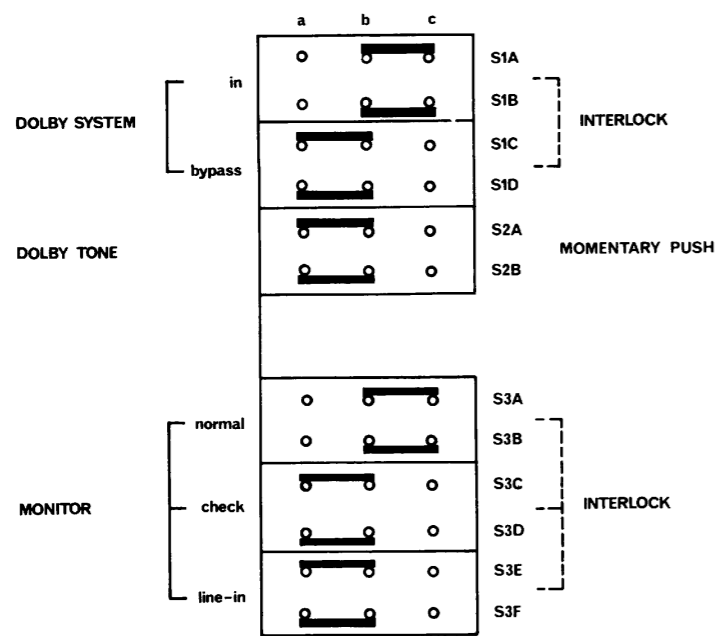 a b c
S1A
in
S1B
DOLBY SYSTEM
INTERLOCK
S1C
bypass
S1D
S2A
DOLBY TONE
MOMENTARY PUSH
S2B
S3A
normal
S3B
S3C
MONITOR
check
INTERLOCK
S3D
S3E
line-in
S3F